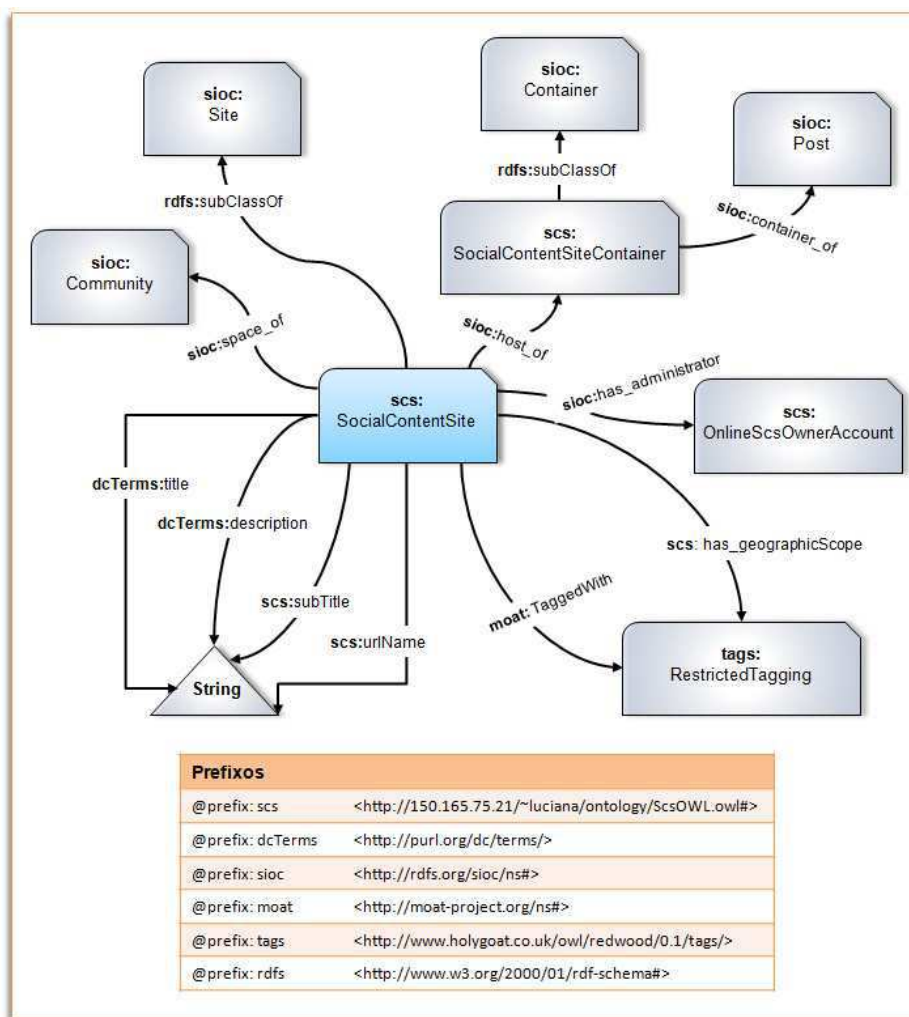 sioc:
Site
sioc:
Container
sioc:
Post
rdfs:subClassOf
rdfs:subClassOf
scs:
SocialContentSiteContainer
sioc:container_of
sioc:
Community
sioc:space_of
sioc:host_of
scs:
SocialContentSite
sioc:has_administrator
scs:
OnlineScsOwnerAccount
dcTerms:title
dcTerms:description
scs: has_geographicScope
scs:subTitle
moat:TaggedWith
scs:urlName
String
tags:
RestrictedTagging
Prefixos
@prefix: scs <http://150.165.75.21/~luciana/ontology/ScsOWL.owl#>
@prefix: dcTerms <http://purl.org/dc/terms/>
@prefix: sioc <http://rdfs.org/sioc/ns#>
@prefix: moat <http://moat-project.org/ns#>
@prefix: tags <http://www.holygoat.co.uk/owl/redwood/0.1/tags/>
@prefix: rdfs <http://www.w3.org/2000/01/rdf-schema#>